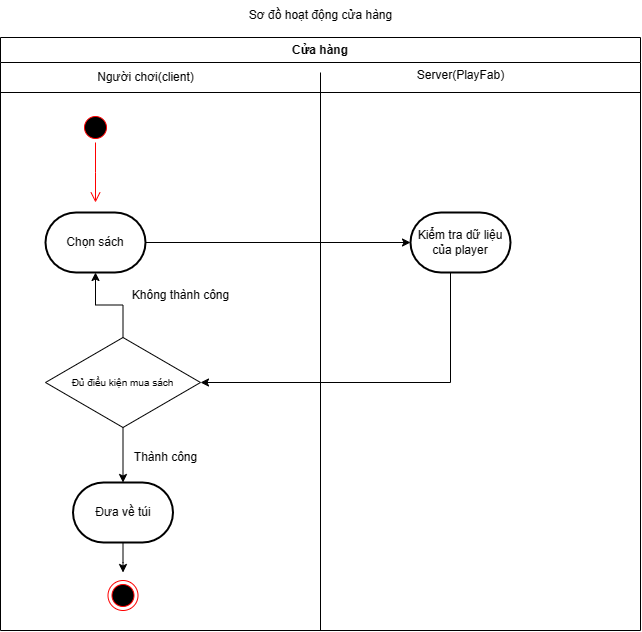 Sơ đồ hoạt động cửa hàng
Cửa hàng
Người chơi(client)
Server(PlayFab)
Chọn sách
Kiểm tra dữ liệu
của player
Không thành công
Đủ điều kiện mua sách
Thành công
Đưa về túi